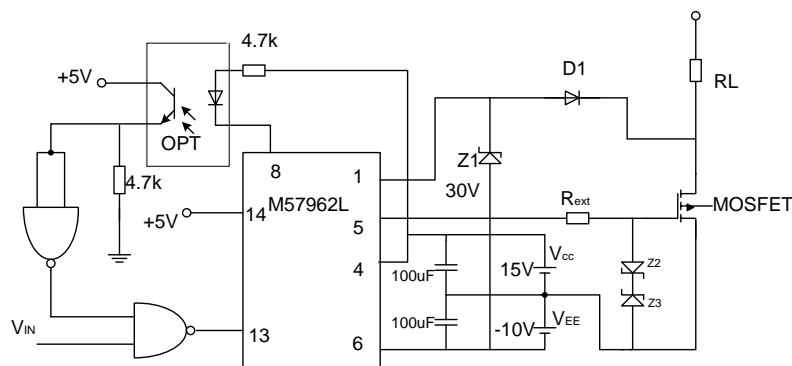 4.7k
+5V
OPT
D1
RL
8
1
Z1
30V
4.7k
M57962L
+5V
14
5
Rext
MOSFET
4
100uF
15V
Vcc
Z2
Z3
100uF
-10V
VEE
VIN
13
6